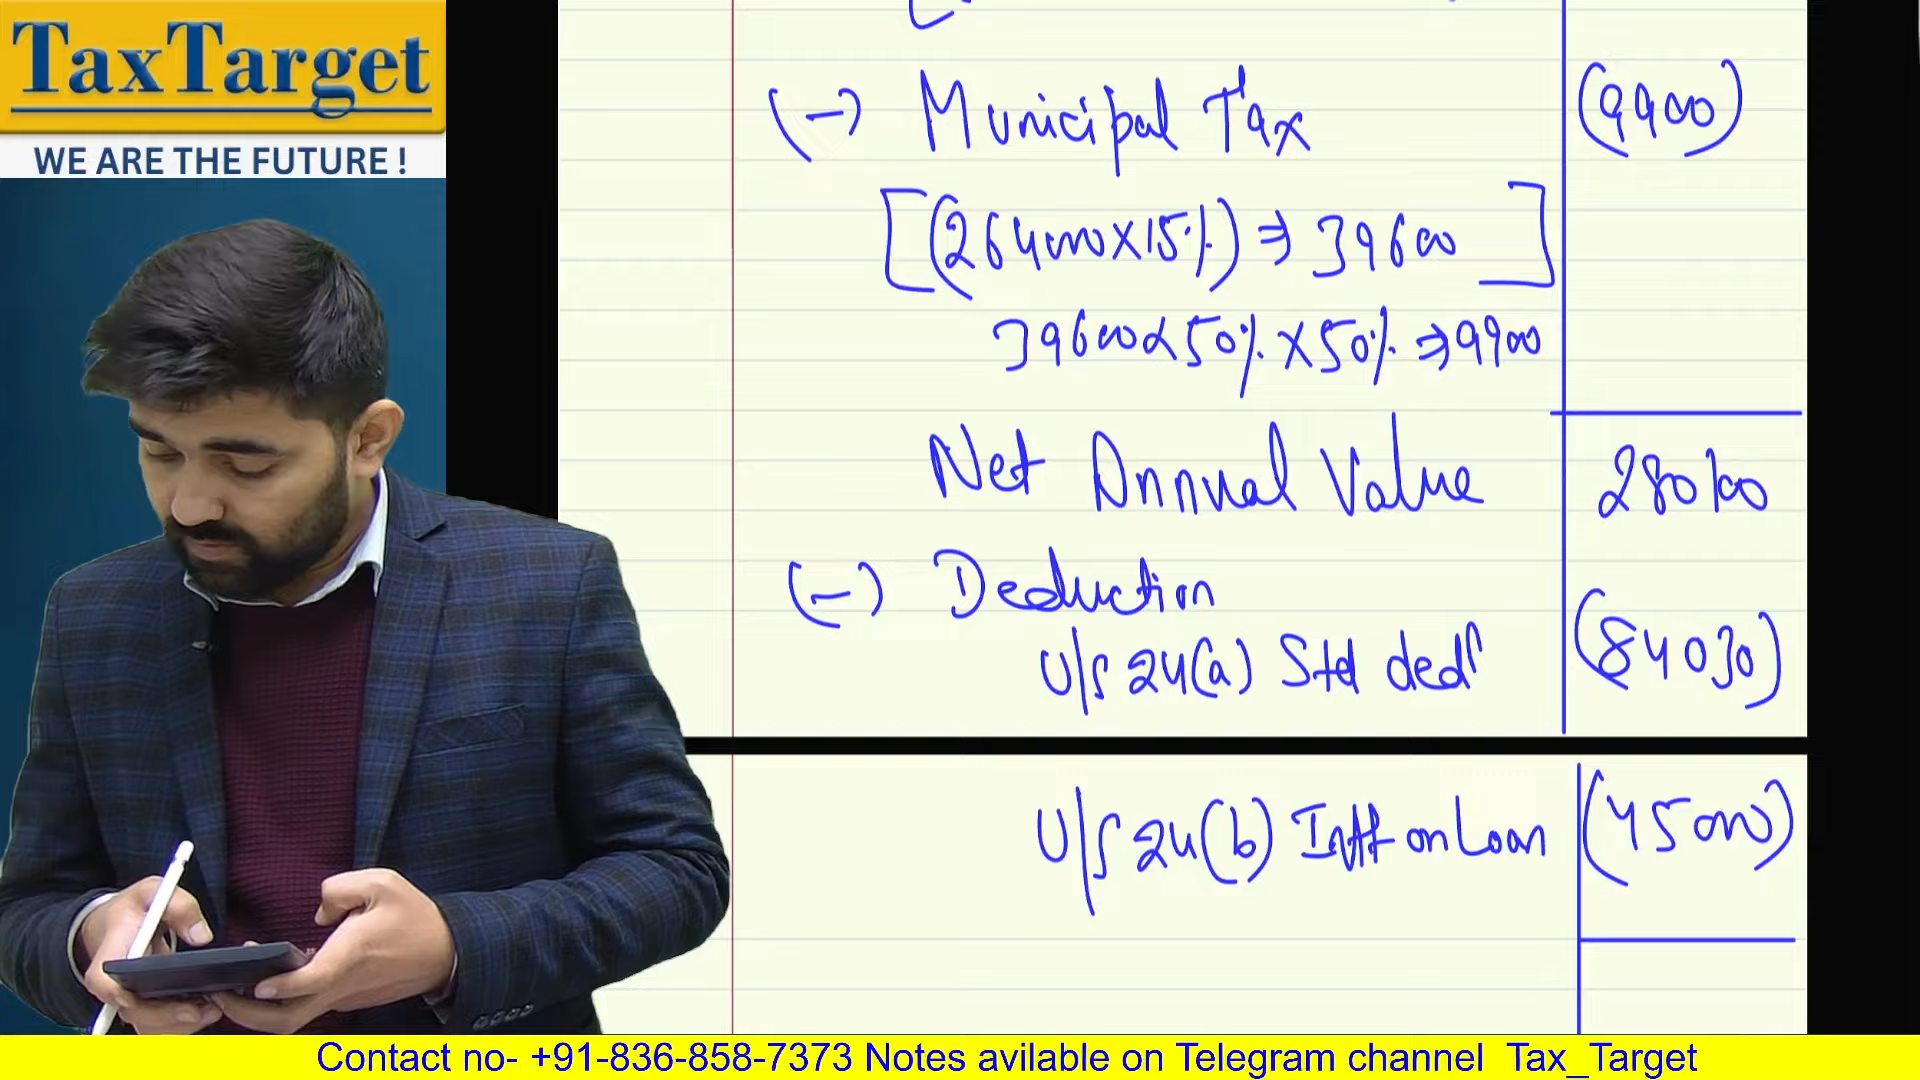 TaxTarget
WE ARE THE FUTURE !
(-) Municipal Tax (9900)
[(264000×15%) ⇒ 39600]
39600×50% ×50% ⇒9900
Net Annual Value 280100
(-) Deduction
U/s 24(a) Std dedn (84030)
U/s 24(b) Intt on Loan (45000)
Contact no- +91-836-858-7373 Notes avilable on Telegram channel Tax_Target